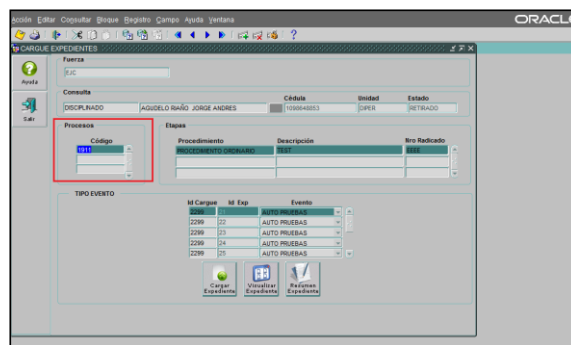 Acción Editar Consultar Bloque Registro Campo Ayuda Ventana
ORACLE
CARGUE EXPEDIENTES
Fuerza
Ayuda
EJC
Salir
Consulta
Cédula Unidad Estado
DISCIPLINADO AGUDELO RIAÑO JORGE ANDRES DIPER RETIRADO
Procesos Etapas
Código Procedimiento Descripción Nro Radicado
1911 PROCEDIMIENTO ORDINARIO TEST EEEE
TIPO EVENTO
Id Cargue Id Exp Evento
2299 21 AUTO PRUEBAS
2299 22 AUTO PRUEBAS
2299 23 AUTO PRUEBAS
2299 24 AUTO PRUEBAS
2299 25 AUTO PRUEBAS
Cargar Expediente Visualizar Expediente Resumen Expediente